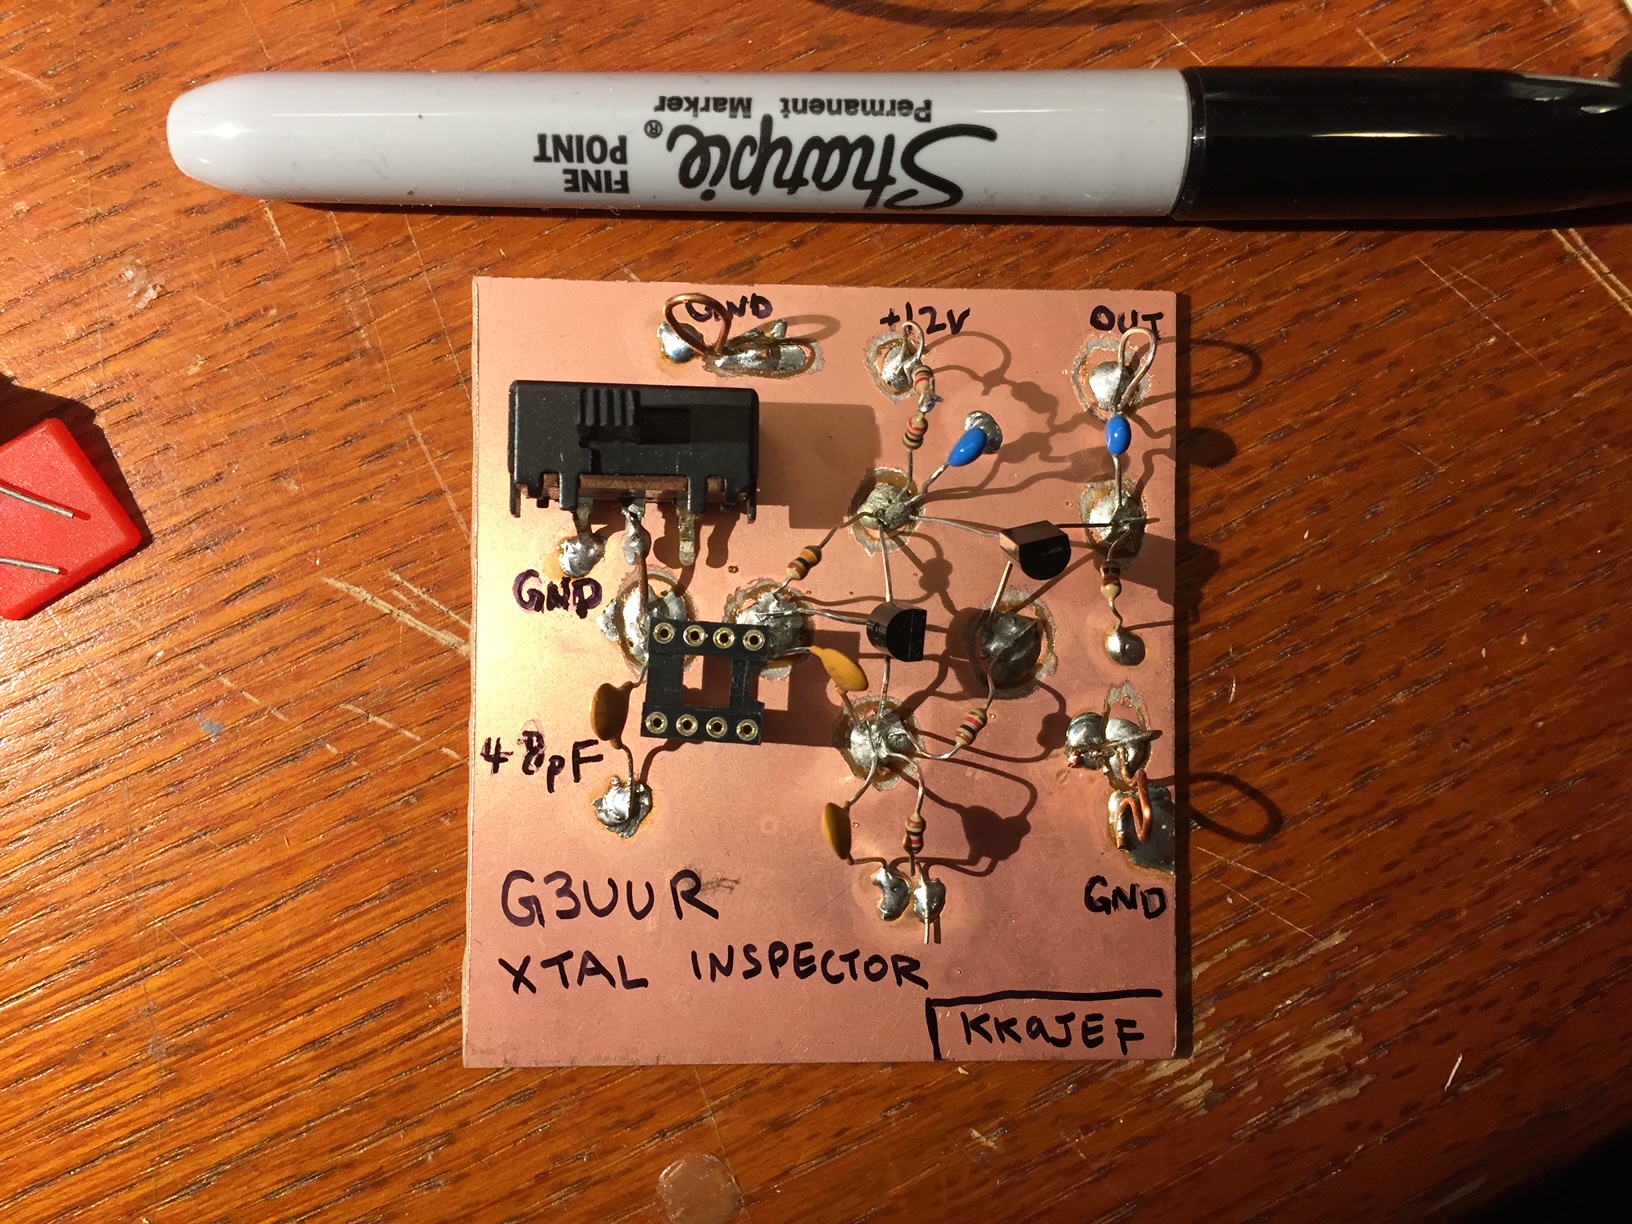 Sharpie®
Permanent Marker
FINE
POINT
GND
+12V
OUT
GND
48pF
G3UUR
XTAL INSPECTOR
GND
KK9JEF